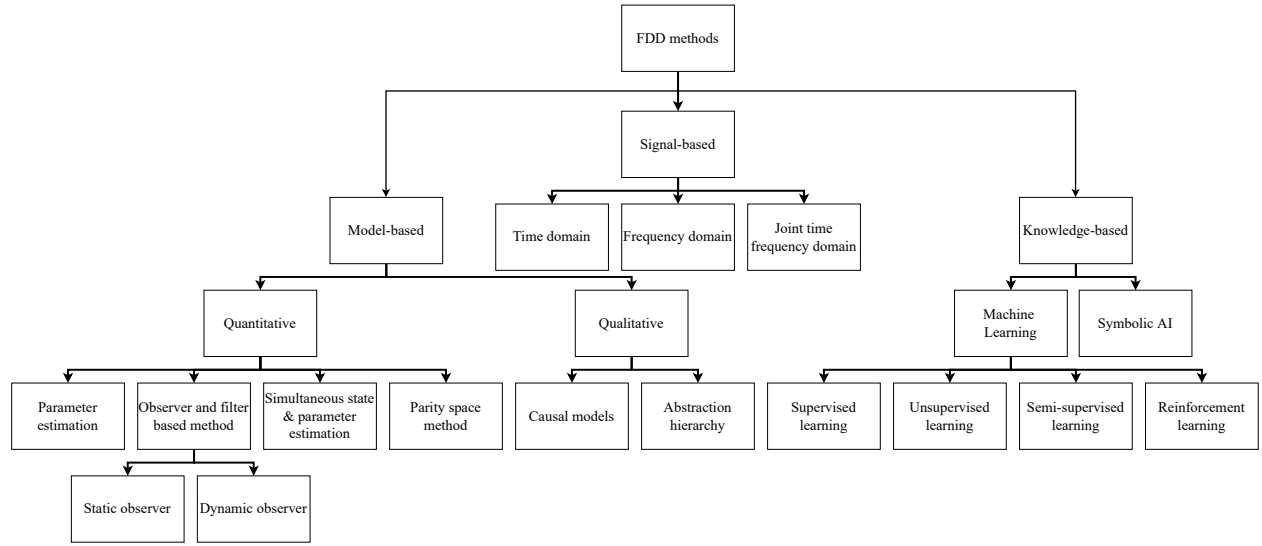 FDD methods
Signal-based
Model-based
Time domain
Frequency domain
Joint time
frequency domain
Knowledge-based
Quantitative
Qualitative
Machine
Learning
Symbolic AI
Parameter
estimation
Observer and filter
based method
Simultaneous state
& parameter
estimation
Parity space
method
Causal models
Abstraction
hierarchy
Supervised
learning
Unsupervised
learning
Semi-supervised
learning
Reinforcement
learning
Static observer
Dynamic observer